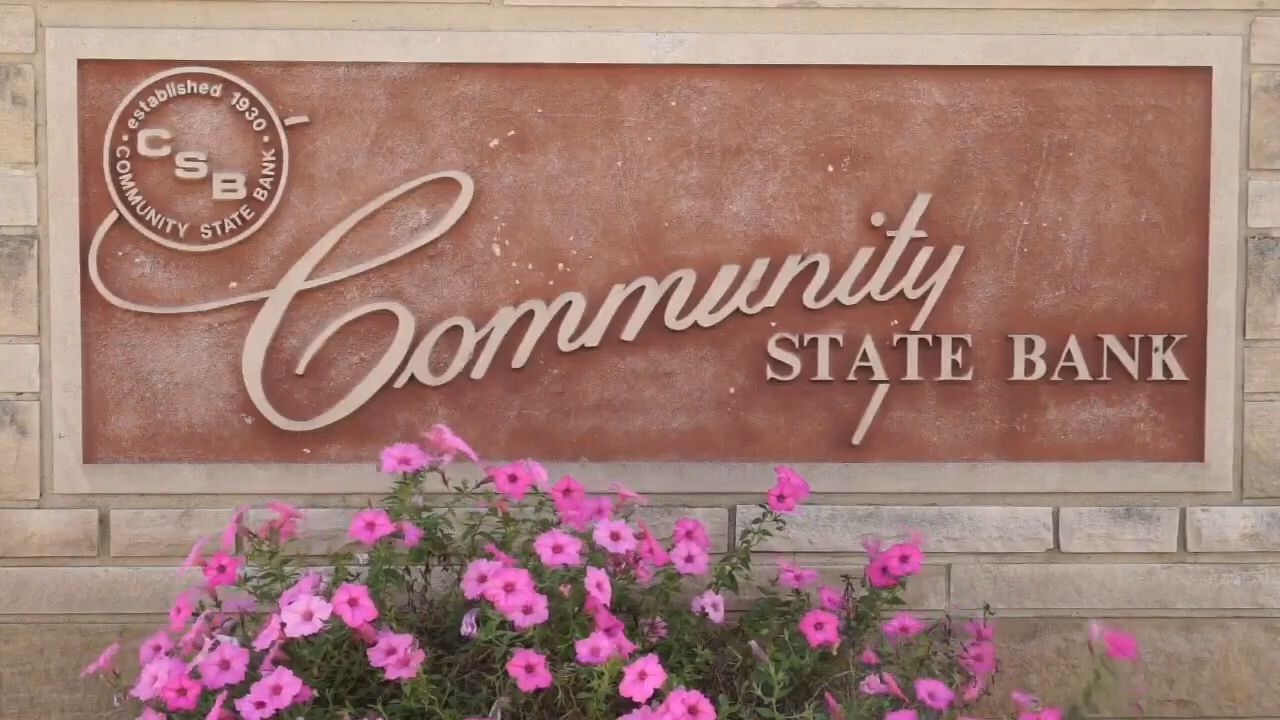 established 1930
CSB
COMMUNITY STATE BANK
Community
STATE BANK